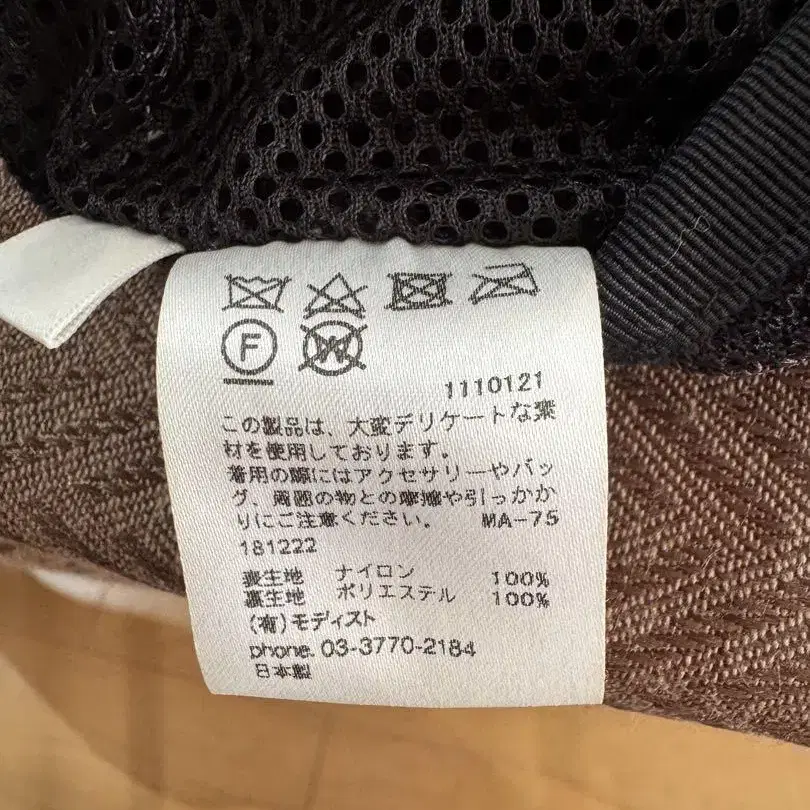 F
W
1110121
この製品は、大変デリケートな素
材を使用しております。
着用の際にはアクセサリーやバッ
グ、周囲の物との摩擦や引っかか
りにご注意ください。 MA-75
181222
表生地 ナイロン 100%
裏生地 ポリエステル 100%
(有)モディスト
phone. 03-3770-2184
日本製